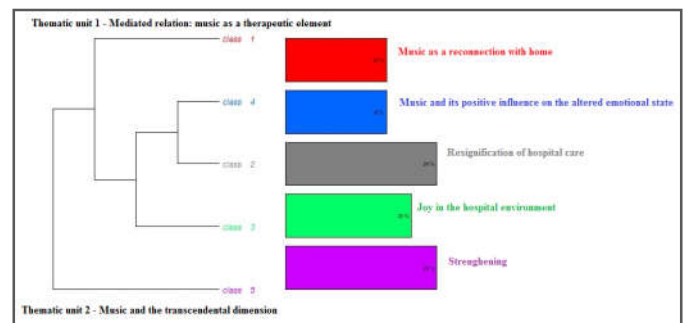 Thematic unit 1 - Mediated relation: music as a therapeutic element
class 1
Music as a reconnection with home
class 4
Music and its positive influence on the altered emotional state
class 2
Resignification of hospital care
class 3
Joy in the hospital environment
class 5
Strenghening
Thematic unit 2 - Music and the transcendental dimension